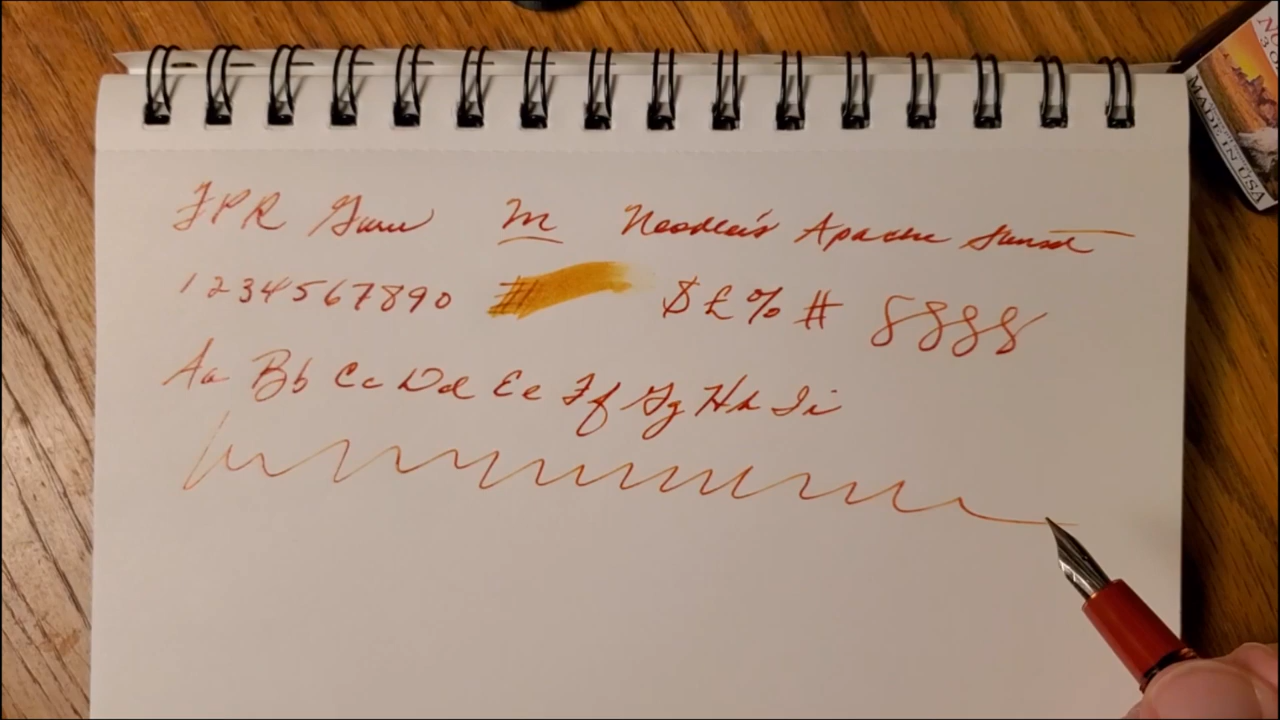 FPR Guru M Noodler's Apache Sunset
1234567890 # $ £ % # 8888
Aa Bb Cc Dd Ee Ff Gg Hh Ii
MADE IN USA